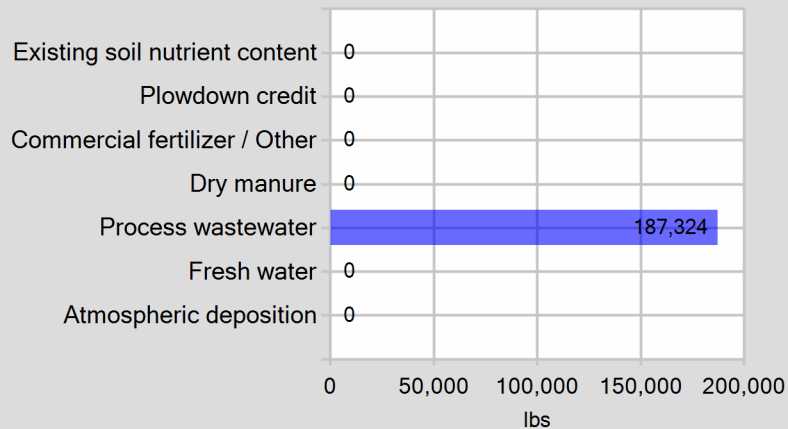 Existing soil nutrient content 0
Plowdown credit 0
Commercial fertilizer / Other 0
Dry manure 0
Process wastewater 187,324
Fresh water 0
Atmospheric deposition 0
0 50,000 100,000 150,000 200,000
lbs